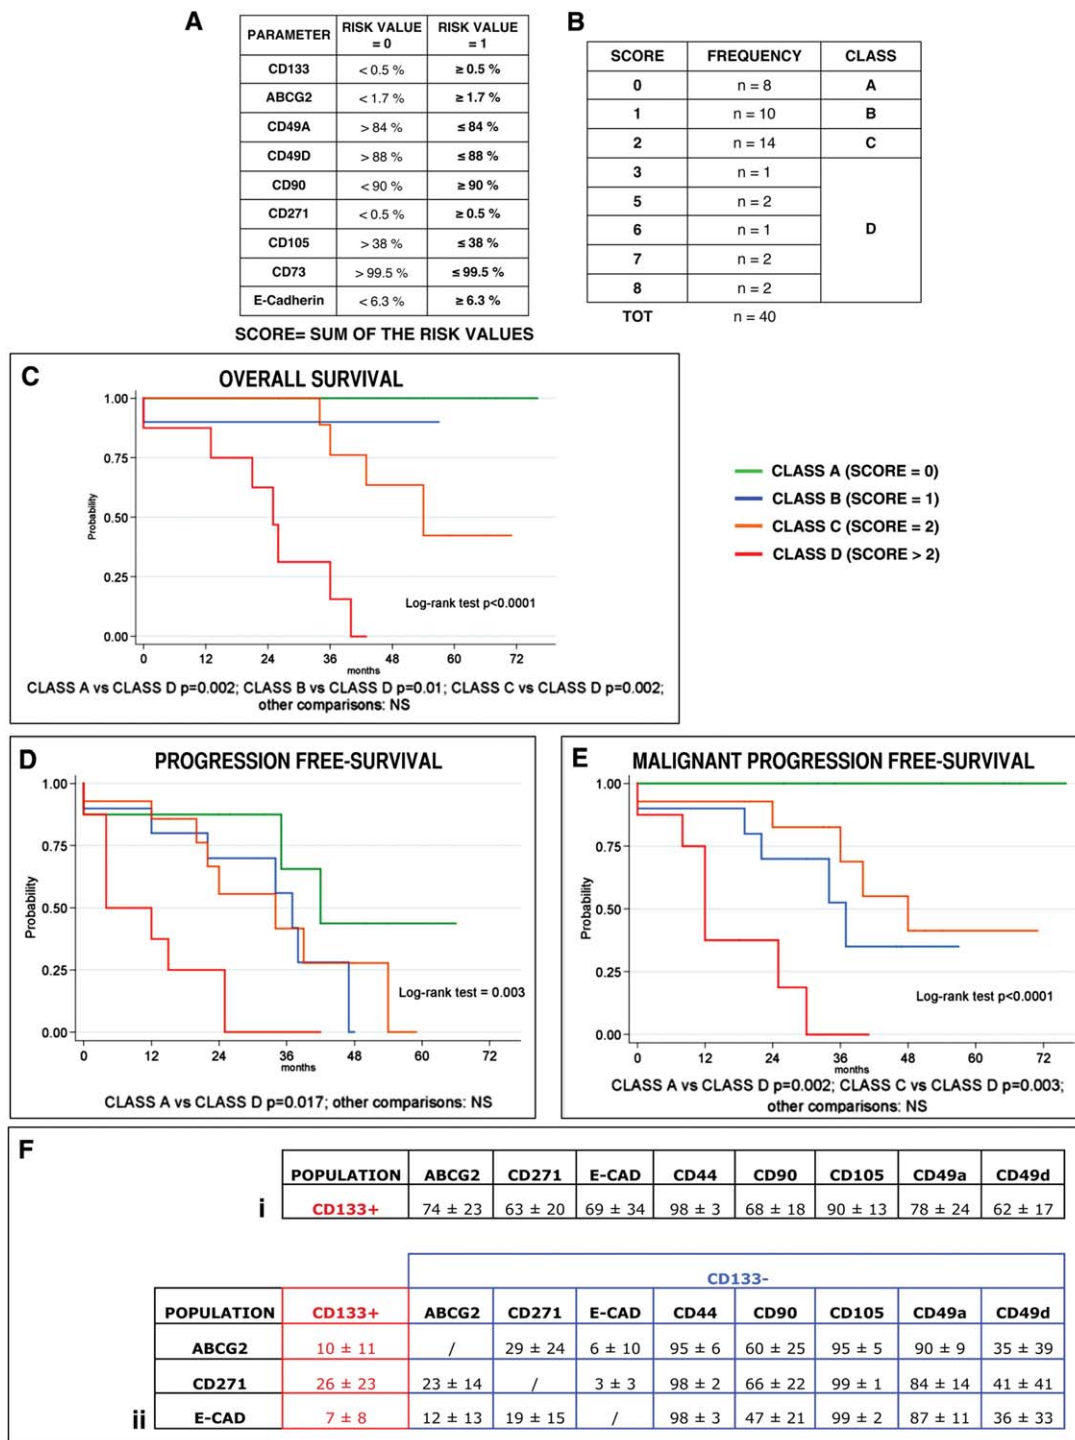 A
PARAMETER RISK VALUE = 0 RISK VALUE = 1
CD133 < 0.5 % ≥ 0.5 %
ABCG2 < 1.7 % ≥ 1.7 %
CD49A > 84 % ≤ 84 %
CD49D > 88 % ≤ 88 %
CD90 < 90 % ≥ 90 %
CD271 < 0.5 % ≥ 0.5 %
CD105 > 38 % ≤ 38 %
CD73 > 99.5 % ≤ 99.5 %
E-Cadherin < 6.3 % ≥ 6.3 %
SCORE= SUM OF THE RISK VALUES
B
SCORE FREQUENCY CLASS
0 n = 8 A
1 n = 10 B
2 n = 14 C
3 n = 1
5 n = 2
6 n = 1 D
7 n = 2
8 n = 2
TOT n = 40
C
OVERALL SURVIVAL
1.00
0.75
0.50
0.25
0.00
Probability
Log-rank test p<0.0001
0 12 24 36 48 60 72
months
CLASS A vs CLASS D p=0.002; CLASS B vs CLASS D p=0.01; CLASS C vs CLASS D p=0.002;
other comparisons: NS
CLASS A (SCORE = 0)
CLASS B (SCORE = 1)
CLASS C (SCORE = 2)
CLASS D (SCORE > 2)
D
PROGRESSION FREE-SURVIVAL
1.00
0.75
0.50
0.25
0.00
Probability
Log-rank test = 0.003
0 12 24 36 48 60 72
months
CLASS A vs CLASS D p=0.017; other comparisons: NS
E
MALIGNANT PROGRESSION FREE-SURVIVAL
1.00
0.75
0.50
0.25
0.00
Probability
Log-rank test p<0.0001
0 12 24 36 48 60 72
months
CLASS A vs CLASS D p=0.002; CLASS C vs CLASS D p=0.003;
other comparisons: NS
F
i
POPULATION ABCG2 CD271 E-CAD CD44 CD90 CD105 CD49a CD49d
CD133+ 74 ± 23 63 ± 20 69 ± 34 98 ± 3 68 ± 18 90 ± 13 78 ± 24 62 ± 17
ii
CD133-
POPULATION CD133+ ABCG2 CD271 E-CAD CD44 CD90 CD105 CD49a CD49d
ABCG2 10 ± 11 / 29 ± 24 6 ± 10 95 ± 6 60 ± 25 95 ± 5 90 ± 9 35 ± 39
CD271 26 ± 23 23 ± 14 / 3 ± 3 98 ± 2 66 ± 22 99 ± 1 84 ± 14 41 ± 41
E-CAD 7 ± 8 12 ± 13 19 ± 15 / 98 ± 3 47 ± 21 99 ± 2 87 ± 11 36 ± 33